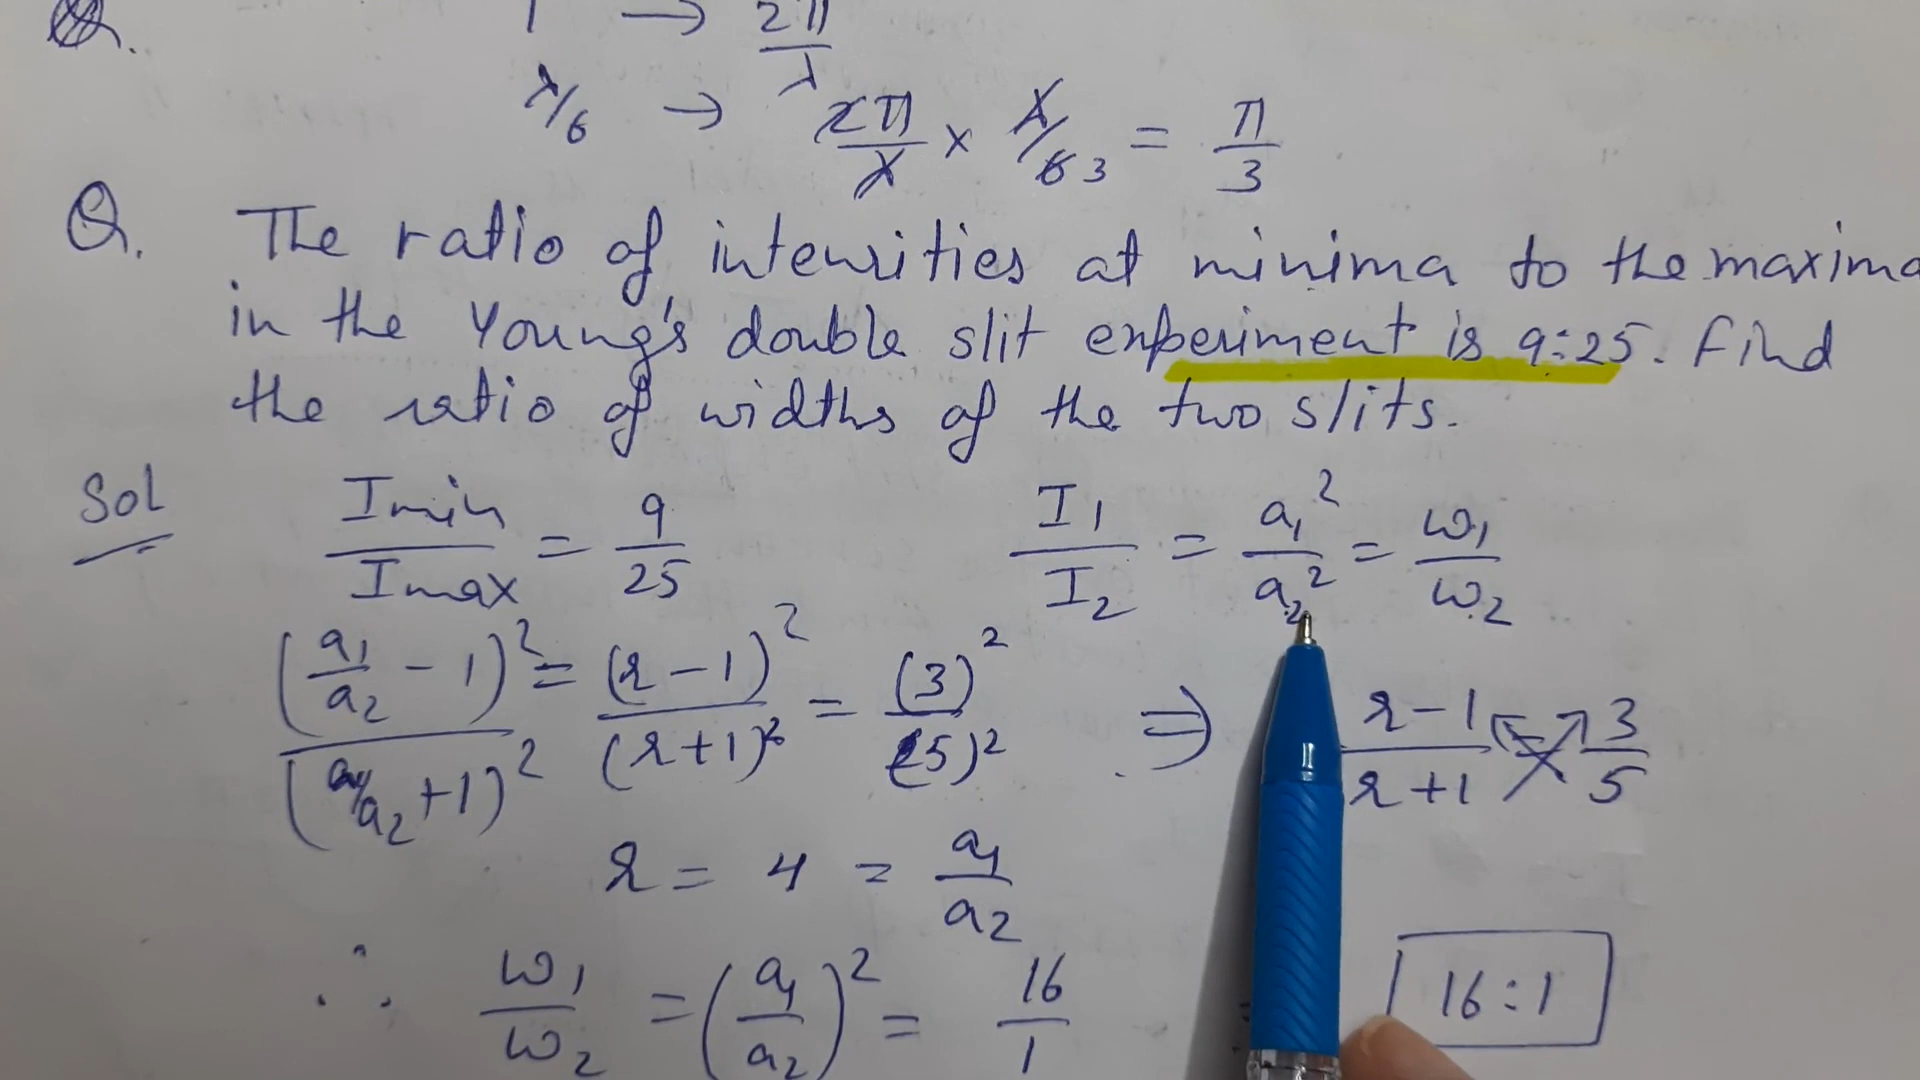 Q. 1 → 2π/λ
λ/6 → 2π/λ × λ/6 3 = π/3
Q. The ratio of intensities at minima to the maxima
in the Young's double slit experiment is 9:25. Find
the ratio of widths of the two slits.
Sol Imin/Imax = 9/25 I1/I2 = a1²/a2² = ω1/ω2
(a1/a2 - 1)²/(a1/a2 + 1)² = (r-1)²/(r+1)² = (3)²/(5)² ⇒ r-1/r+1 = 3/5
r = 4 = a1/a2
∴ ω1/ω2 = (a1/a2)² = 16/1 16:1